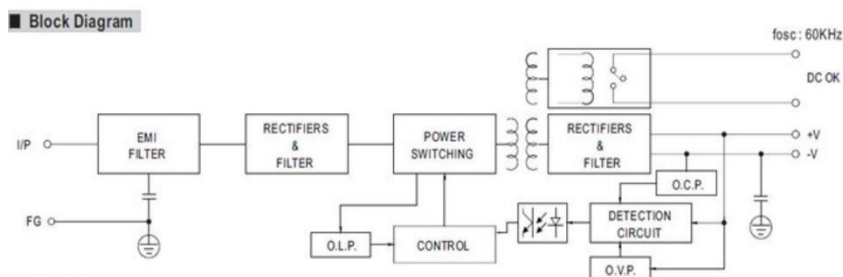 Block Diagram
fosc : 60KHz
DC OK
I/P
EMI
FILTER
RECTIFIERS
&
FILTER
POWER
SWITCHING
RECTIFIERS
&
FILTER
+V
-V
O.C.P.
FG
O.L.P.
CONTROL
DETECTION
CIRCUIT
O.V.P.